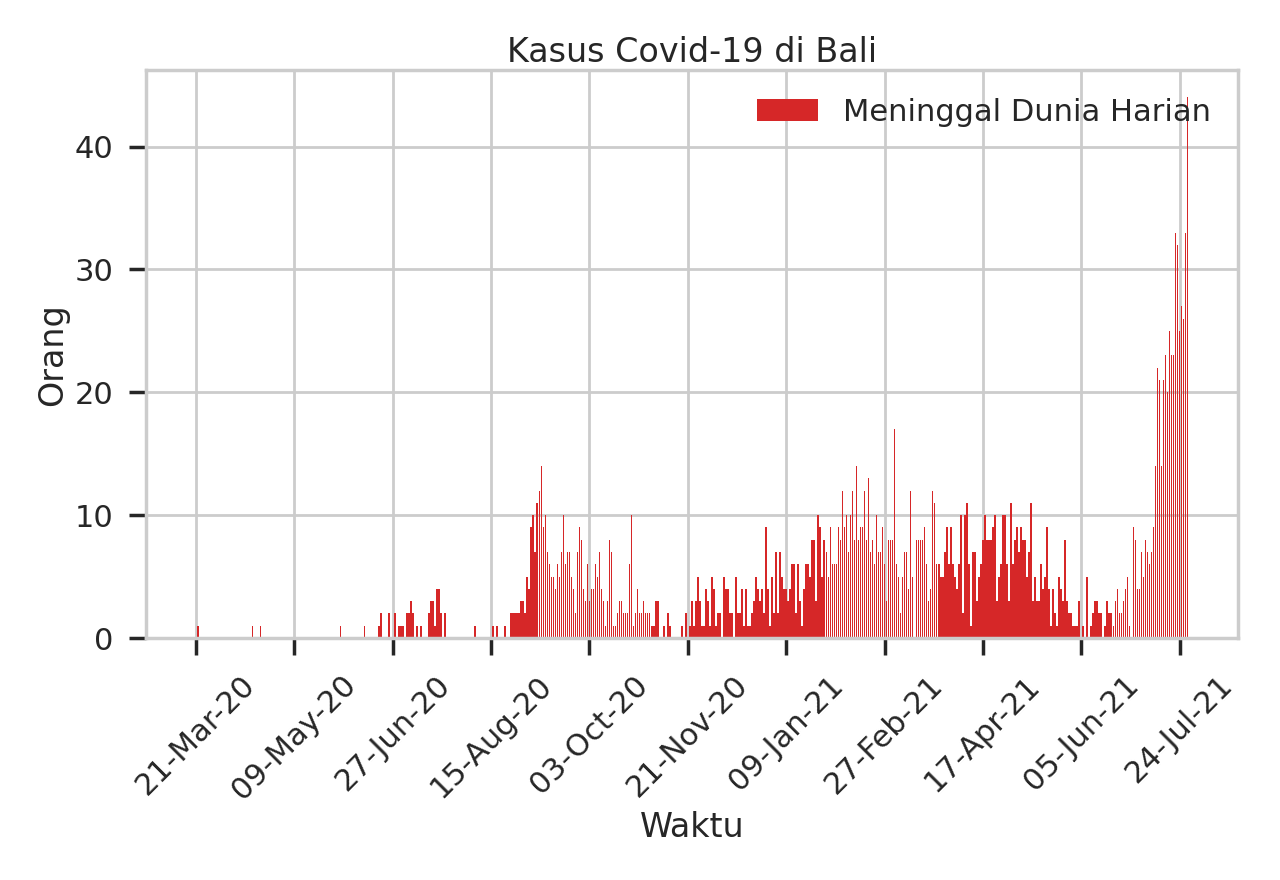 Kasus Covid-19 di Bali
Meninggal Dunia Harian
Orang
40
30
20
10
0
21-Mar-20
09-May-20
27-Jun-20
15-Aug-20
03-Oct-20
21-Nov-20
09-Jan-21
27-Feb-21
17-Apr-21
05-Jun-21
24-Jul-21
Waktu